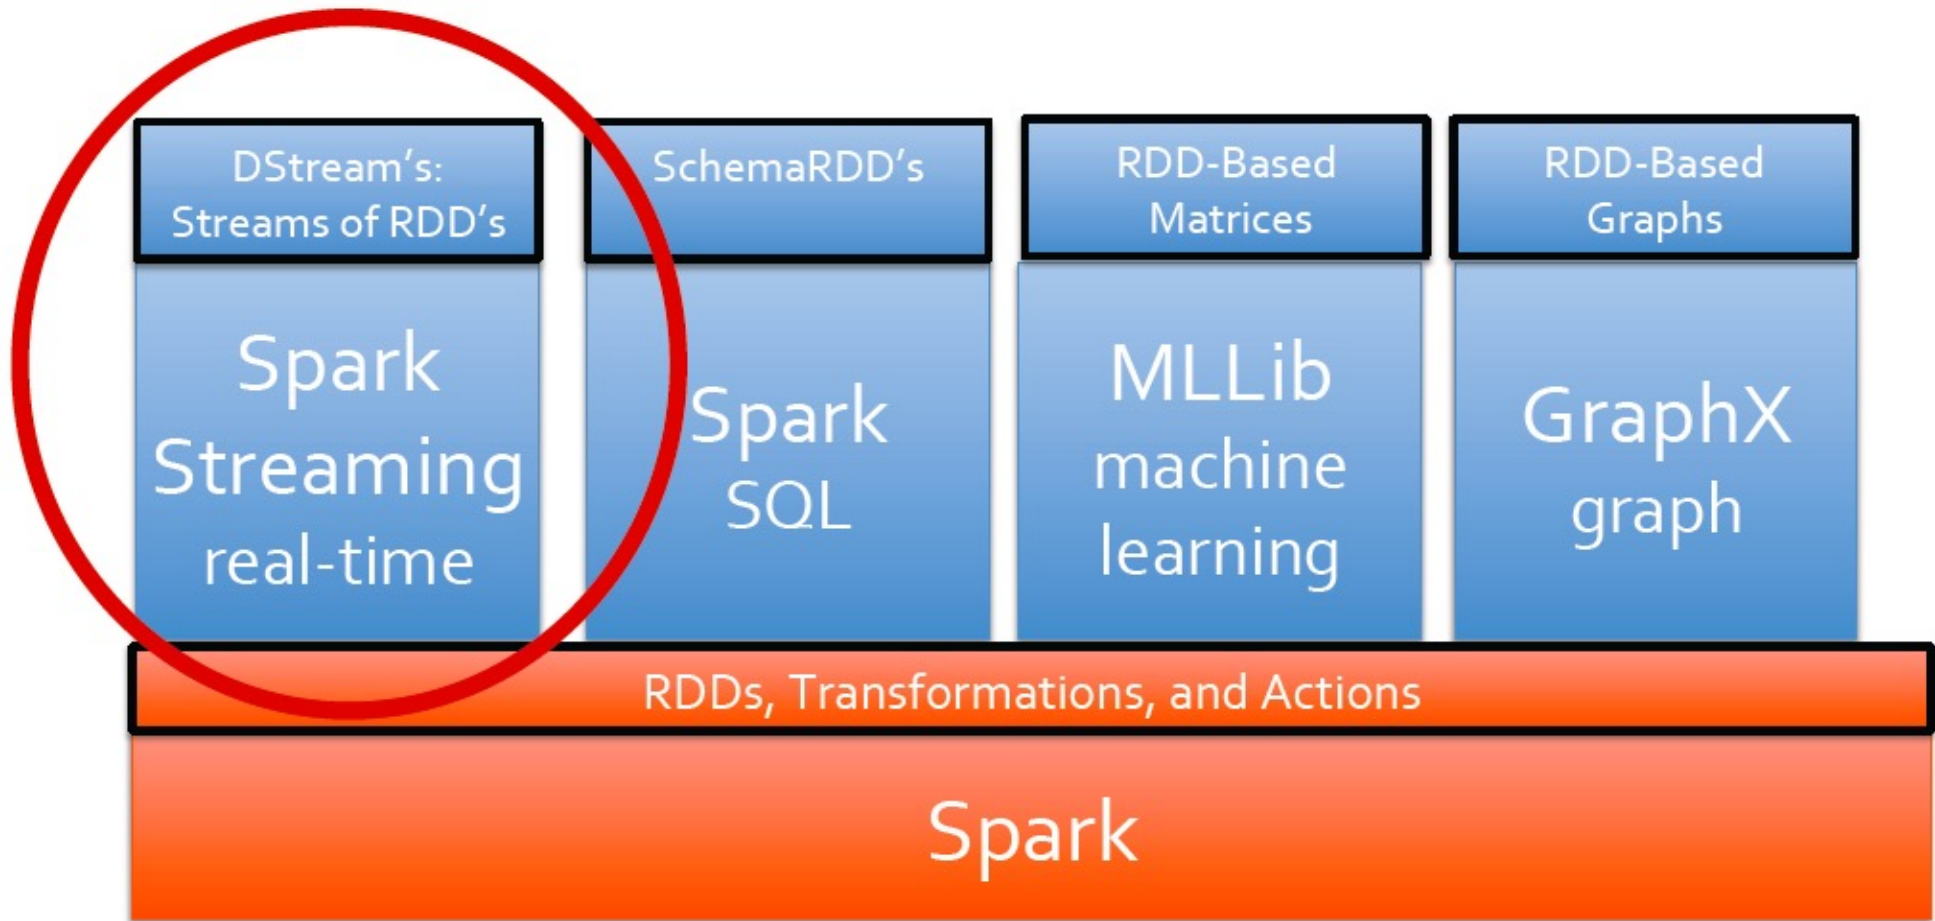 DStream's:
Streams of RDD's
Spark
Streaming
real-time
SchemaRDD's
Spark
SQL
RDD-Based
Matrices
MLLib
machine
learning
RDD-Based
Graphs
GraphX
graph
RDDs, Transformations, and Actions
Spark